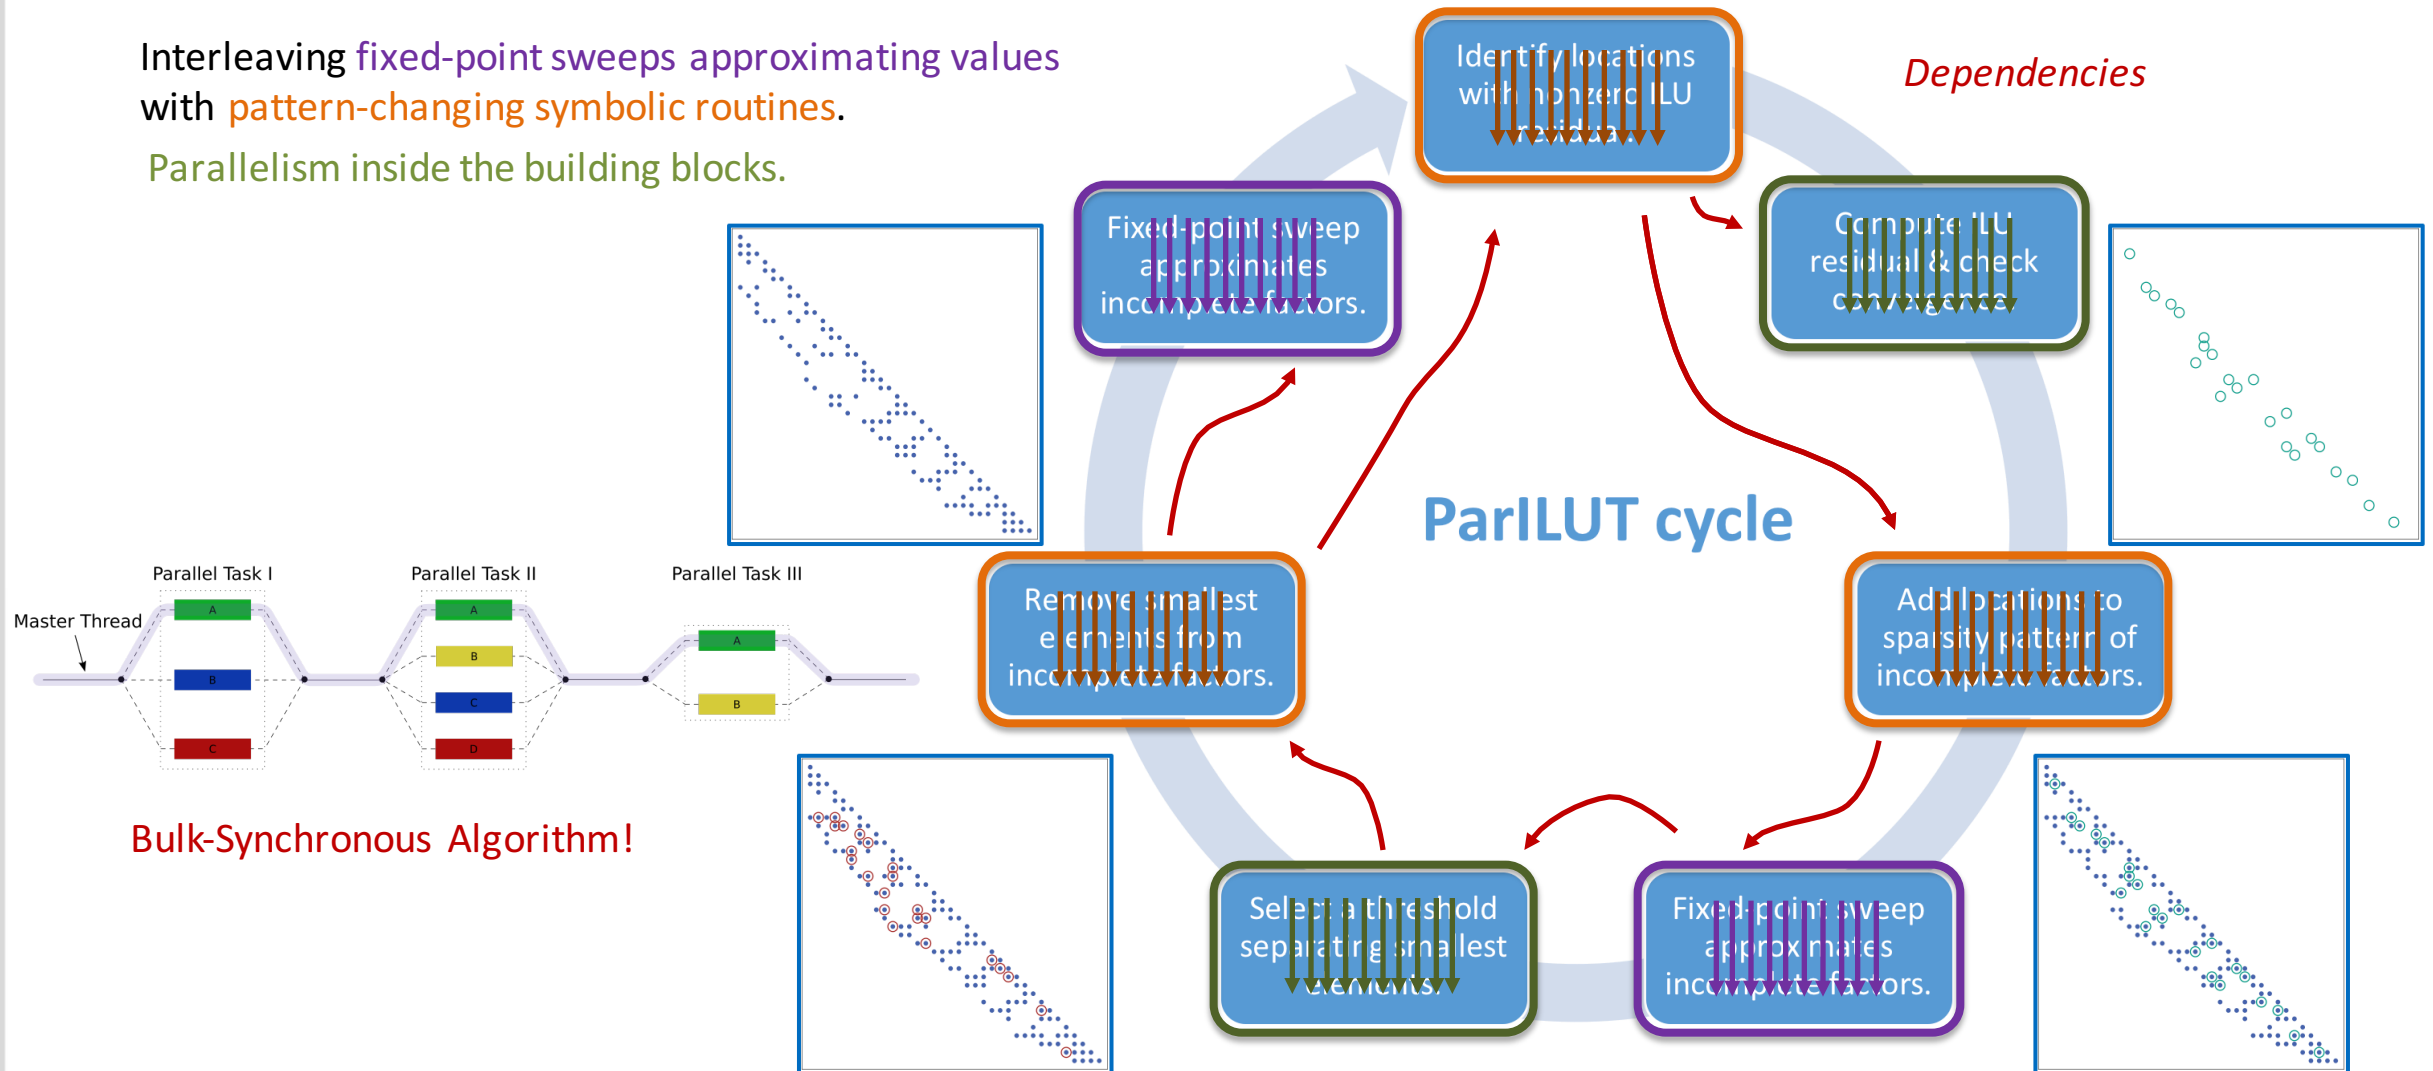 Interleaving fixed-point sweeps approximating values
with pattern-changing symbolic routines.
Parallelism inside the building blocks.
Dependencies
Identify locations
with nonzero ILU
residual.
Compute ILU
residual & check
convergence.
Fixed-point sweep
approximates
incomplete factors.
ParILUT cycle
Remove smallest
elements from
incomplete factors.
Add locations to
sparsity pattern of
incomplete factors.
Select a threshold
separating smallest
elements.
Fixed-point sweep
approximates
incomplete factors.
Parallel Task I
Parallel Task II
Parallel Task III
Master Thread
A
B
C
A
B
C
D
A
B
Bulk-Synchronous Algorithm!